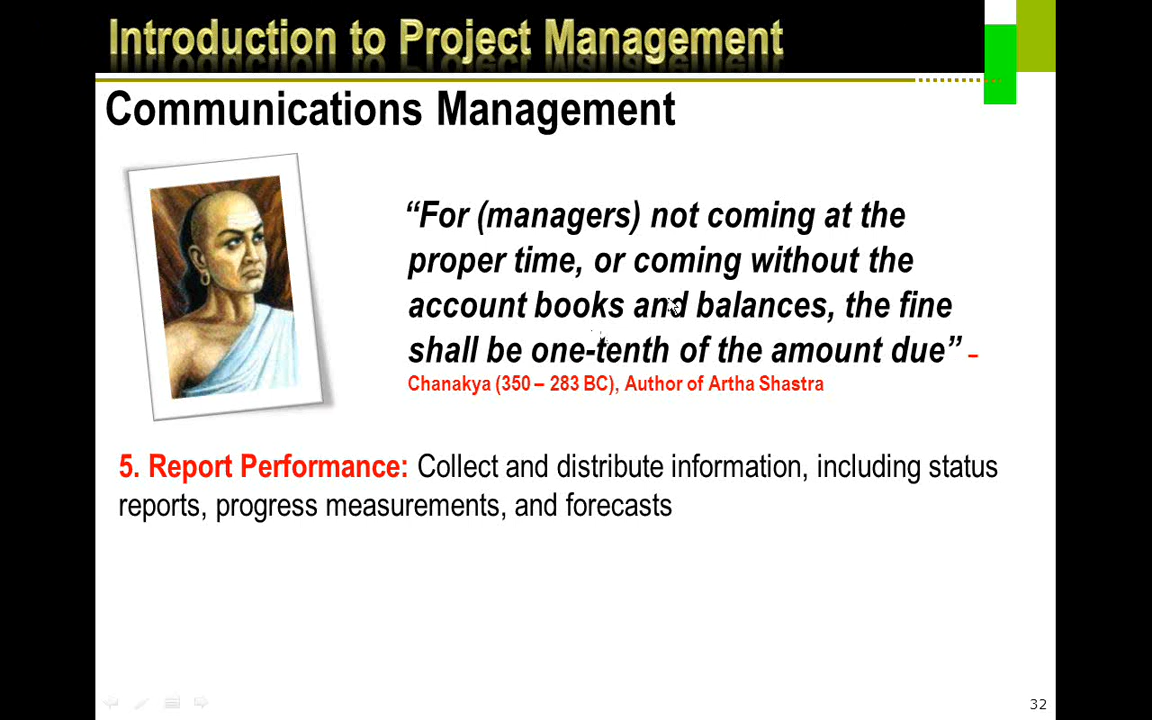 Introduction to Project Management
Communications Management
“For (managers) not coming at the
proper time, or coming without the
account books and balances, the fine
shall be one-tenth of the amount due” –
Chanakya (350 – 283 BC), Author of Artha Shastra
5. Report Performance: Collect and distribute information, including status
reports, progress measurements, and forecasts
32